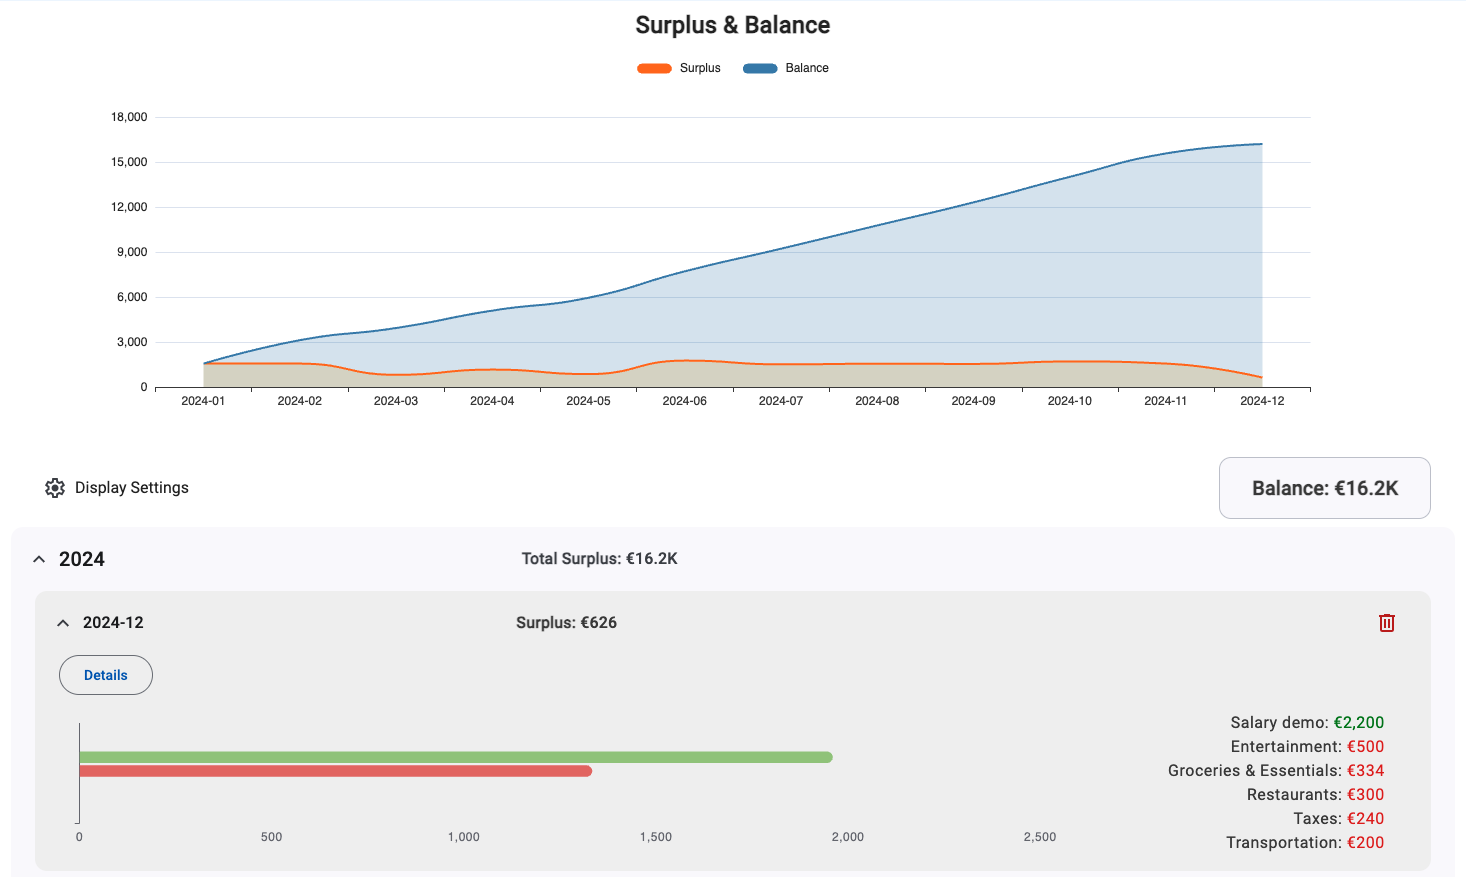 Surplus & Balance
Surplus Balance
18,000
15,000
12,000
9,000
6,000
3,000
0
2024-01 2024-02 2024-03 2024-04 2024-05 2024-06 2024-07 2024-08 2024-09 2024-10 2024-11 2024-12
Display Settings
Balance: €16.2K
2024 Total Surplus: €16.2K
2024-12 Surplus: €626
Details
Salary demo: €2,200
Entertainment: €500
Groceries & Essentials: €334
Restaurants: €300
Taxes: €240
Transportation: €200
0 500 1,000 1,500 2,000 2,500